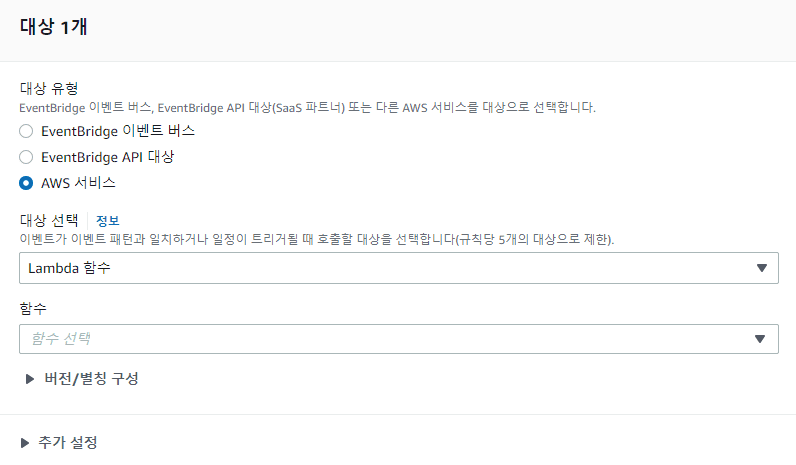 대상 1개
대상 유형
EventBridge 이벤트 버스, EventBridge API 대상(SaaS 파트너) 또는 다른 AWS 서비스를 대상으로 선택합니다.
EventBridge 이벤트 버스
EventBridge API 대상
AWS 서비스
대상 선택 정보
이벤트가 이벤트 패턴과 일치하거나 일정이 트리거될 때 호출할 대상을 선택합니다(규칙당 5개의 대상으로 제한).
Lambda 함수
함수
함수 선택
버전/별칭 구성
추가 설정